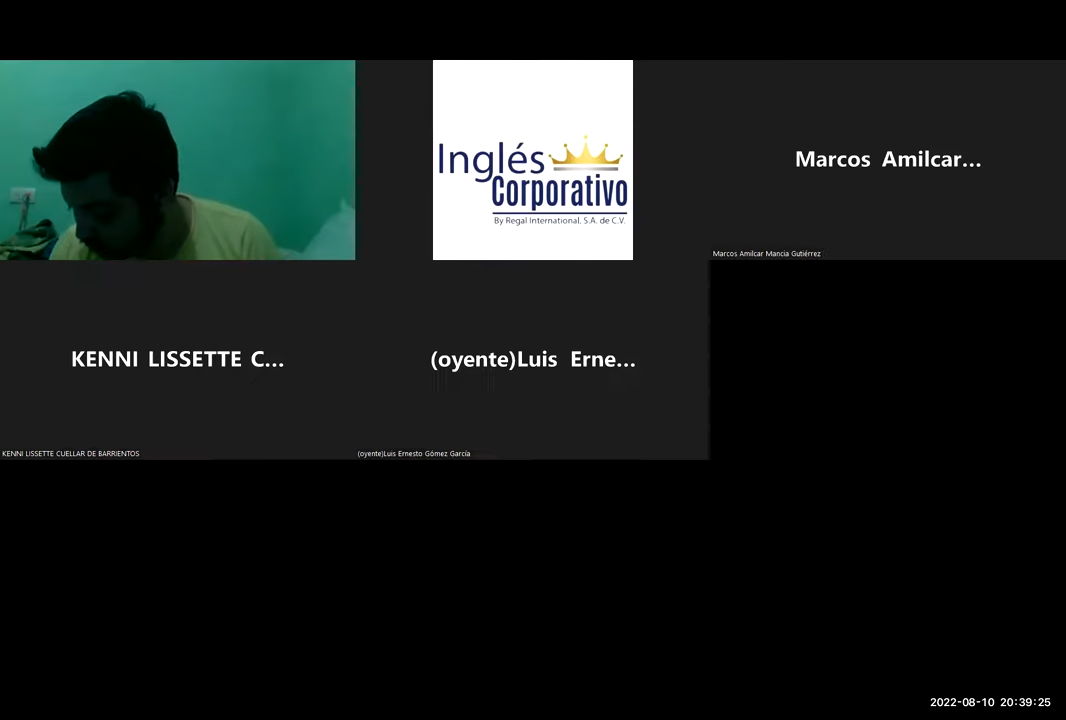 Inglés
Corporativo
By Regal International, S.A. de C.V.
Marcos Amilcar...
Marcos Amilcar Mancia Gutiérrez
KENNI LISSETTE C...
(oyente)Luis Erne...
KENNI LISSETTE CUELLAR DE BARRIENTOS
(oyente)Luis Ernesto Gómez García
2022-08-10 20:39:25